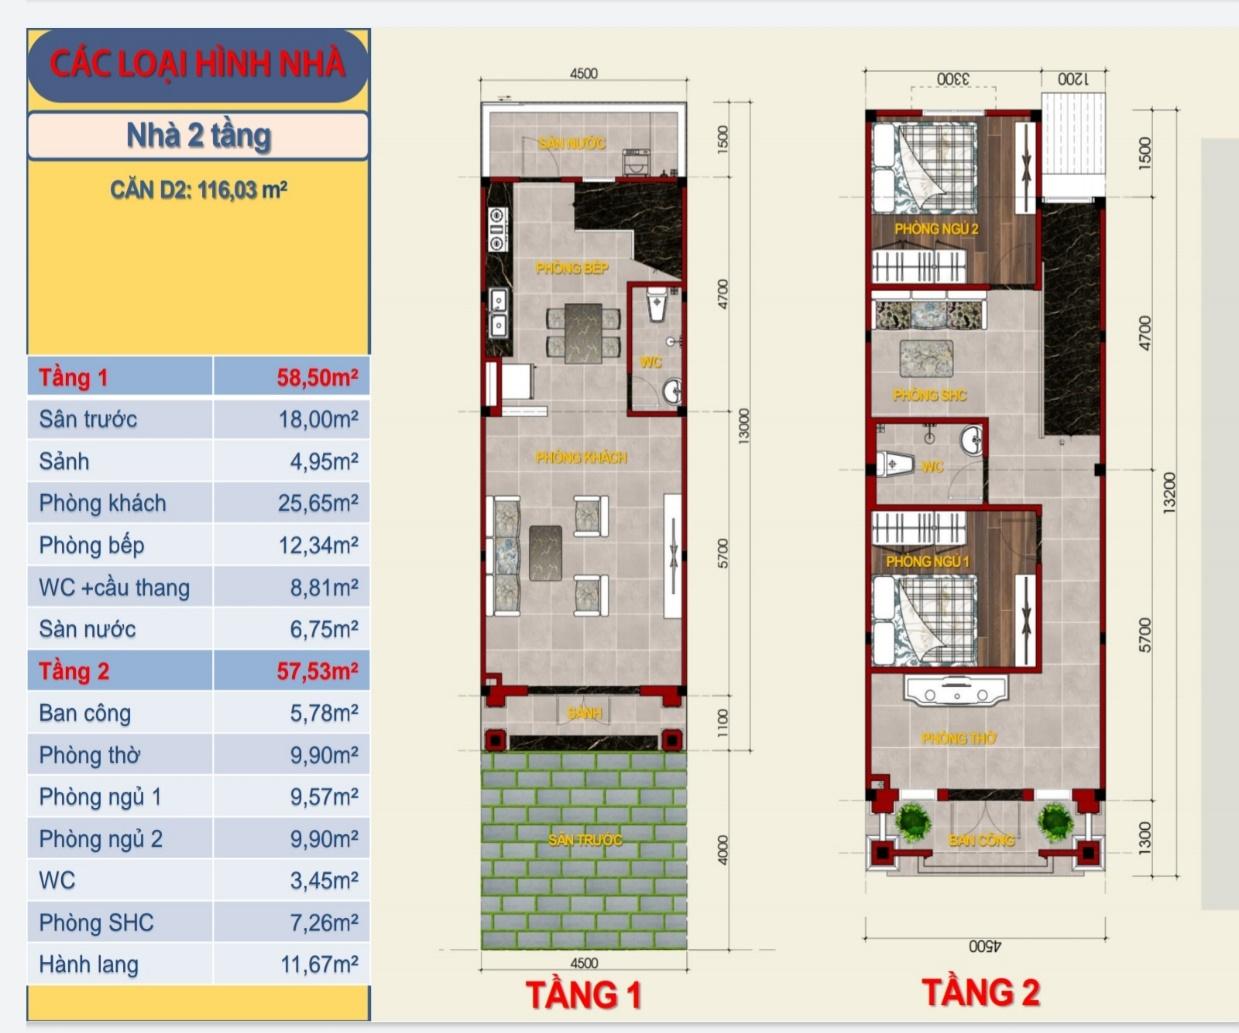 CÁC LOẠI HÌNH NHÀ
Nhà 2 tầng
CĂN D2: 116,03 m²
Tầng 1 58,50m²
Sân trước 18,00m²
Sảnh 4,95m²
Phòng khách 25,65m²
Phòng bếp 12,34m²
WC +cầu thang 8,81m²
Sàn nước 6,75m²
Tầng 2 57,53m²
Ban công 5,78m²
Phòng thờ 9,90m²
Phòng ngủ 1 9,57m²
Phòng ngủ 2 9,90m²
WC 3,45m²
Phòng SHC 7,26m²
Hành lang 11,67m²
4500
SÀN NƯỚC
1500
PHÒNG BẾP
4700
WC
13000
PHÒNG KHÁCH
5700
SẢNH
1100
SÂN TRƯỚC
4000
4500
TẦNG 1
3300
1200
1500
PHÒNG NGỦ 2
4700
PHÒNG SHC
WC
13200
PHÒNG NGỦ 1
5700
PHÒNG THỜ
BAN CÔNG
1300
4500
TẦNG 2